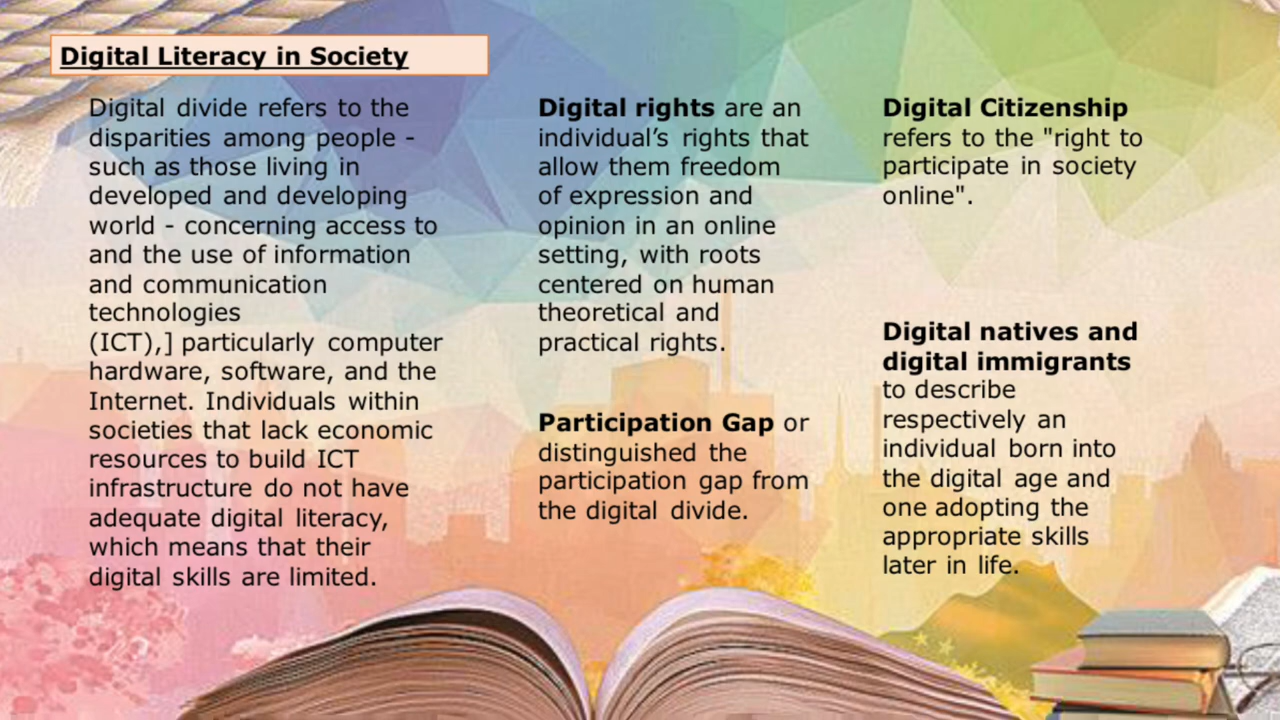 Digital Literacy in Society
Digital divide refers to the
disparities among people -
such as those living in
developed and developing
world - concerning access to
and the use of information
and communication
technologies
(ICT),] particularly computer
hardware, software, and the
Internet. Individuals within
societies that lack economic
resources to build ICT
infrastructure do not have
adequate digital literacy,
which means that their
digital skills are limited.
Digital rights are an
individual’s rights that
allow them freedom
of expression and
opinion in an online
setting, with roots
centered on human
theoretical and
practical rights.
Participation Gap or
distinguished the
participation gap from
the digital divide.
Digital Citizenship
refers to the "right to
participate in society
online".
Digital natives and
digital immigrants
to describe
respectively an
individual born into
the digital age and
one adopting the
appropriate skills
later in life.